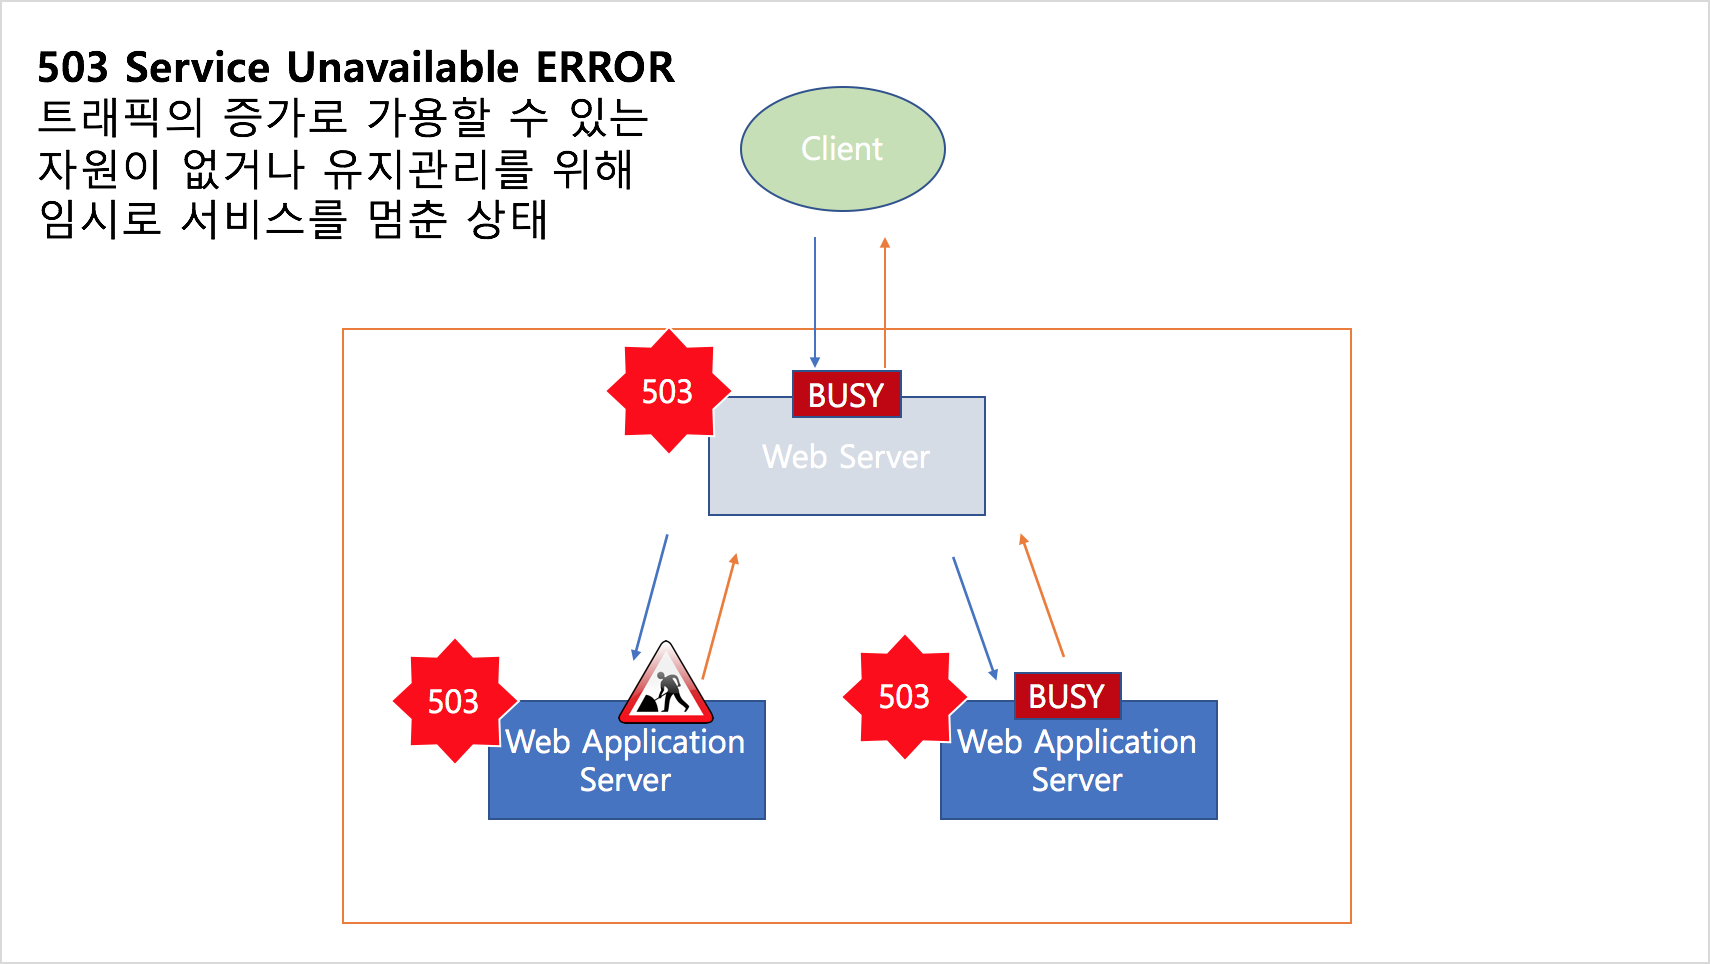 503 Service Unavailable ERROR
트래픽의 증가로 가용할 수 있는
자원이 없거나 유지관리를 위해
임시로 서비스를 멈춘 상태
Client
503
BUSY
Web Server
503
Web Application
Server
503
BUSY
Web Application
Server